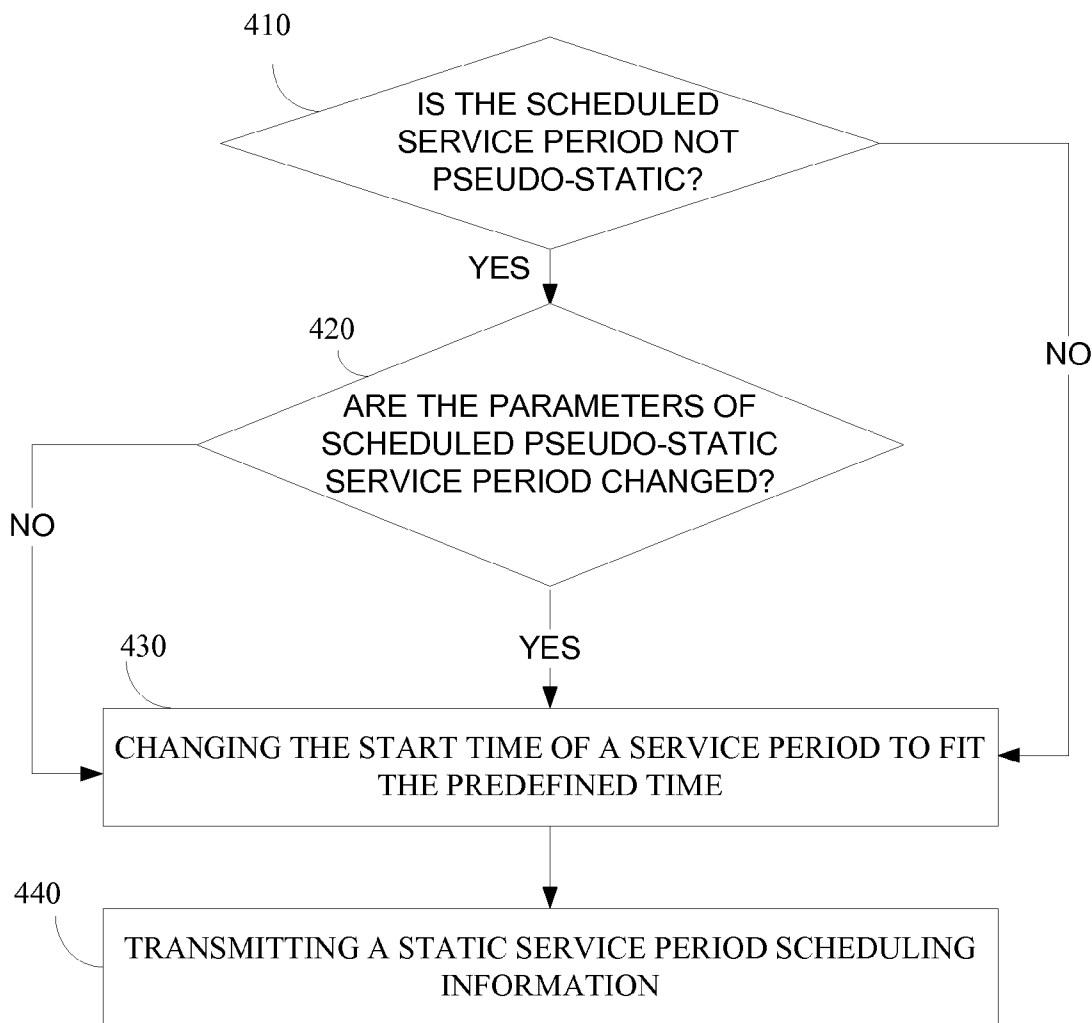 410
IS THE SCHEDULED
SERVICE PERIOD NOT
PSEUDO-STATIC?
YES
NO
420
ARE THE PARAMETERS OF
SCHEDULED PSEUDO-STATIC
SERVICE PERIOD CHANGED?
NO
YES
430
CHANGING THE START TIME OF A SERVICE PERIOD TO FIT
THE PREDEFINED TIME
440
TRANSMITTING A STATIC SERVICE PERIOD SCHEDULING
INFORMATION